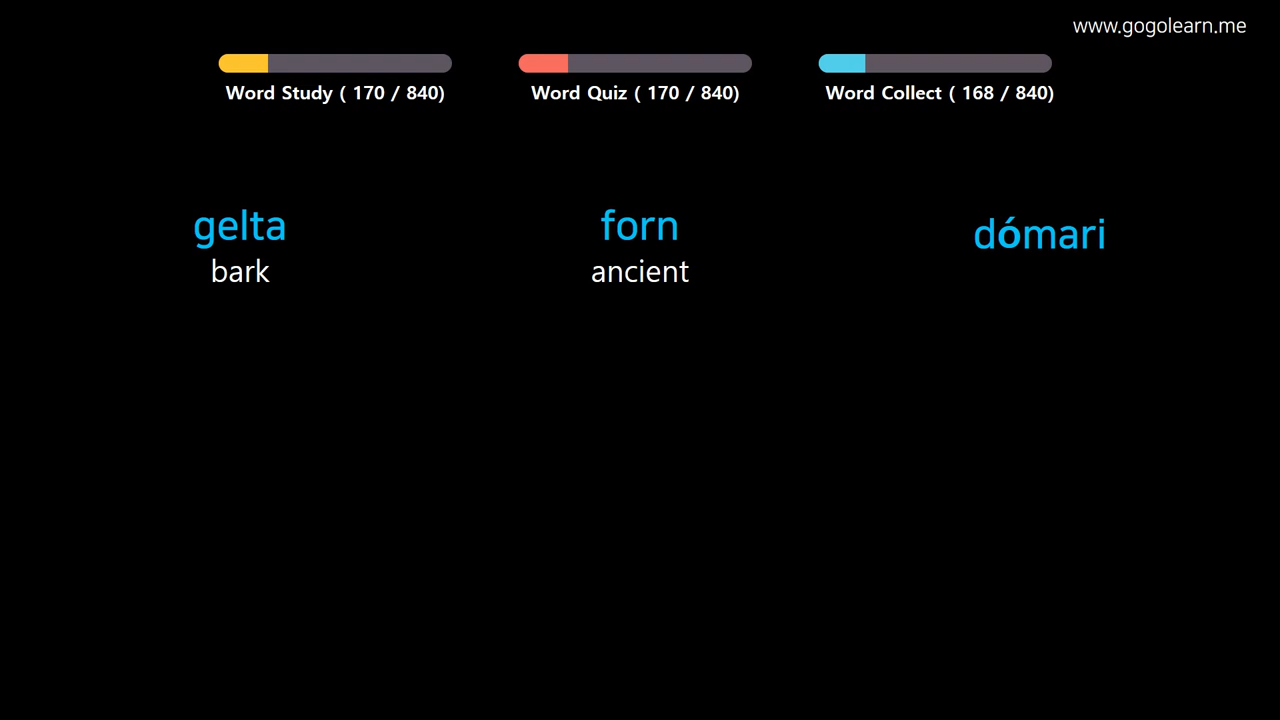 www.gogolearn.me
Word Study ( 170 / 840)
Word Quiz ( 170 / 840)
Word Collect ( 168 / 840)
gelta
bark
forn
ancient
dómari